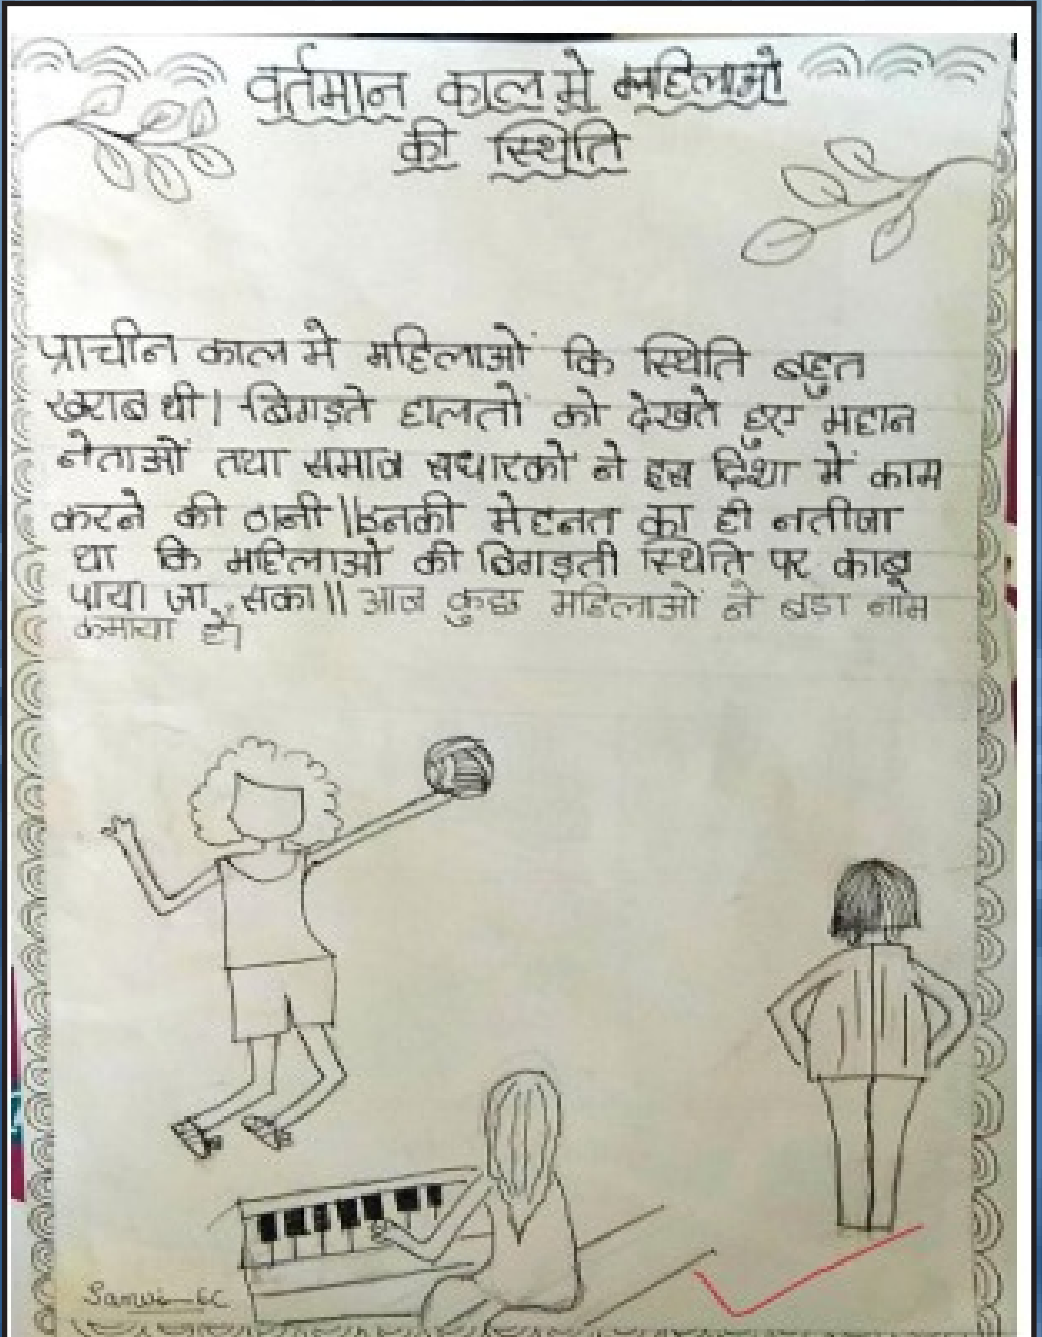 वर्तमान काल मे महिलाओ
की स्थिति
प्राचीन काल मे महिलाओं कि स्थिति बहुत
खराब थी। बिगड़ते हालतों को देखते हुए महान
नेताओं तथा समाज सधारकों ने इस दिशा में काम
करने की ठानी॥इनकी मेहनत का ही नतीजा
था कि महिलाओं की बिगड़ती स्थिति पर काबू
पाया जा सका॥ आज कुछ महिलाओं ने बड़ा नाम
कमाया है।
Sanvi-6C